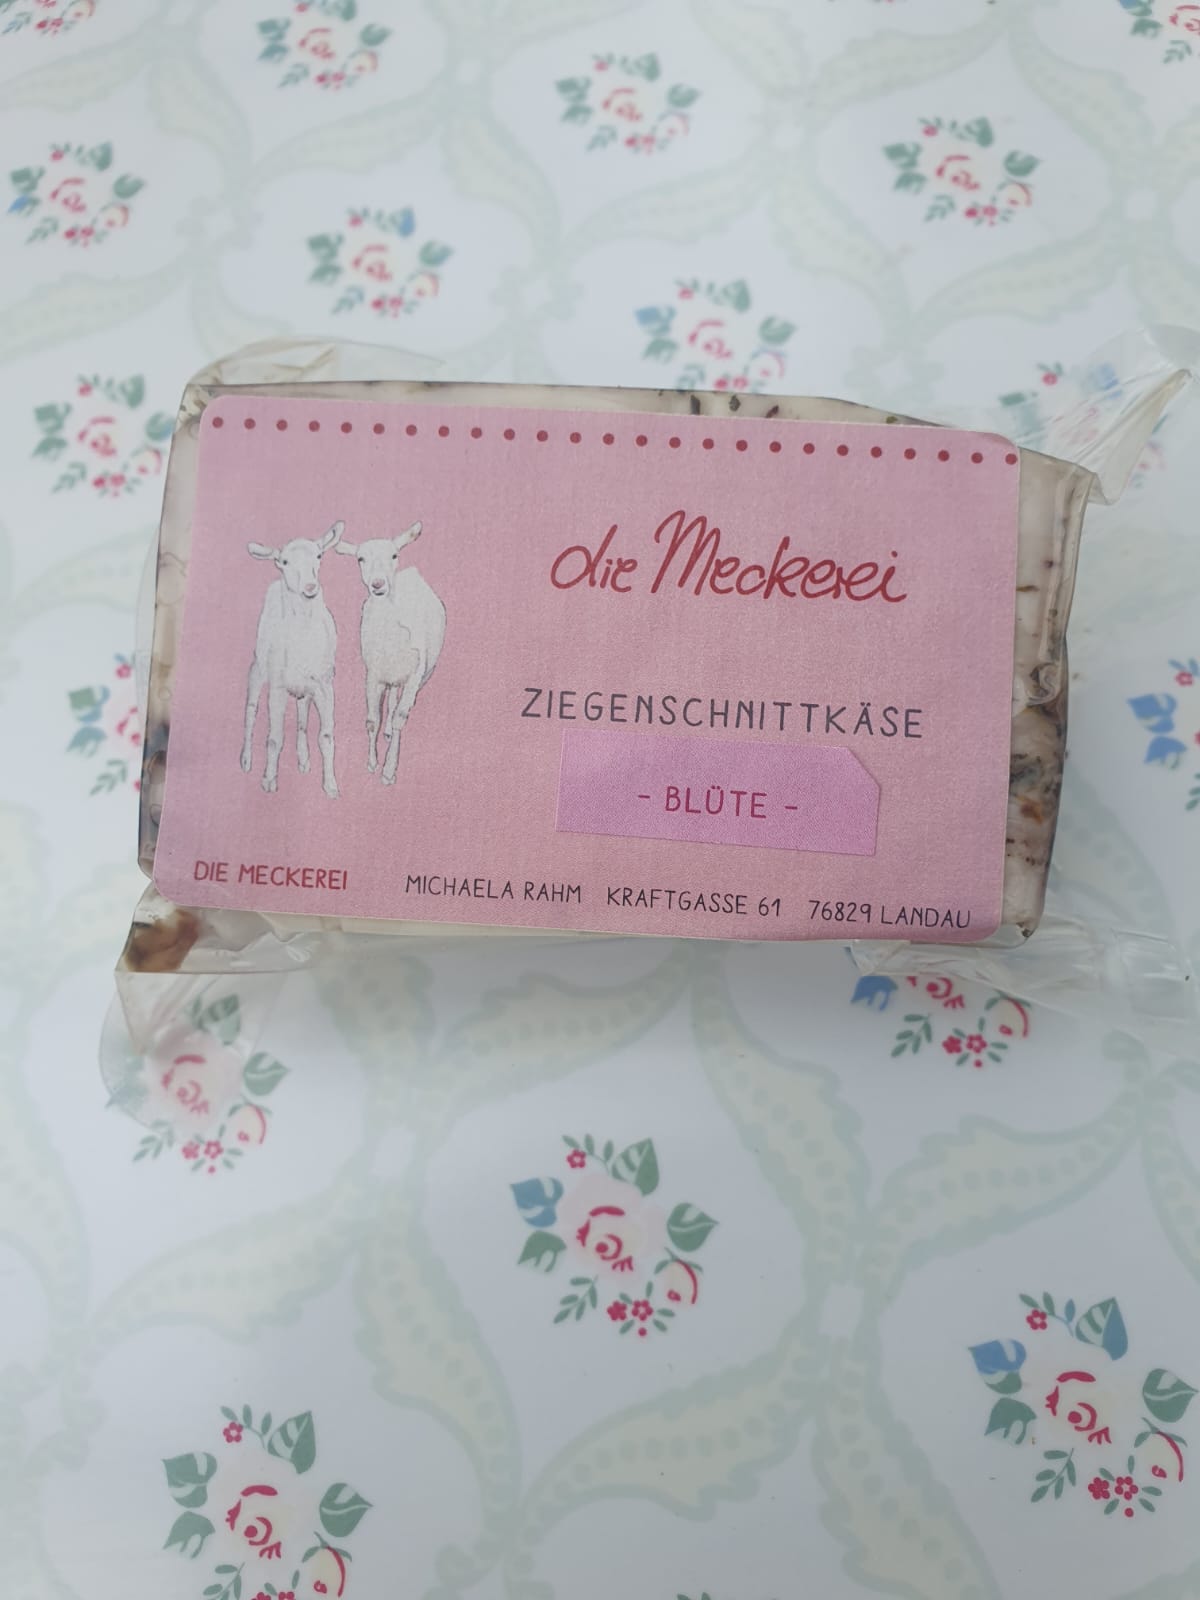 die Meckerei
ZIEGENSCHNITTKÄSE
- BLÜTE -
DIE MECKEREI MICHAELA RAHM KRAFTGASSE 61 76829 LANDAU